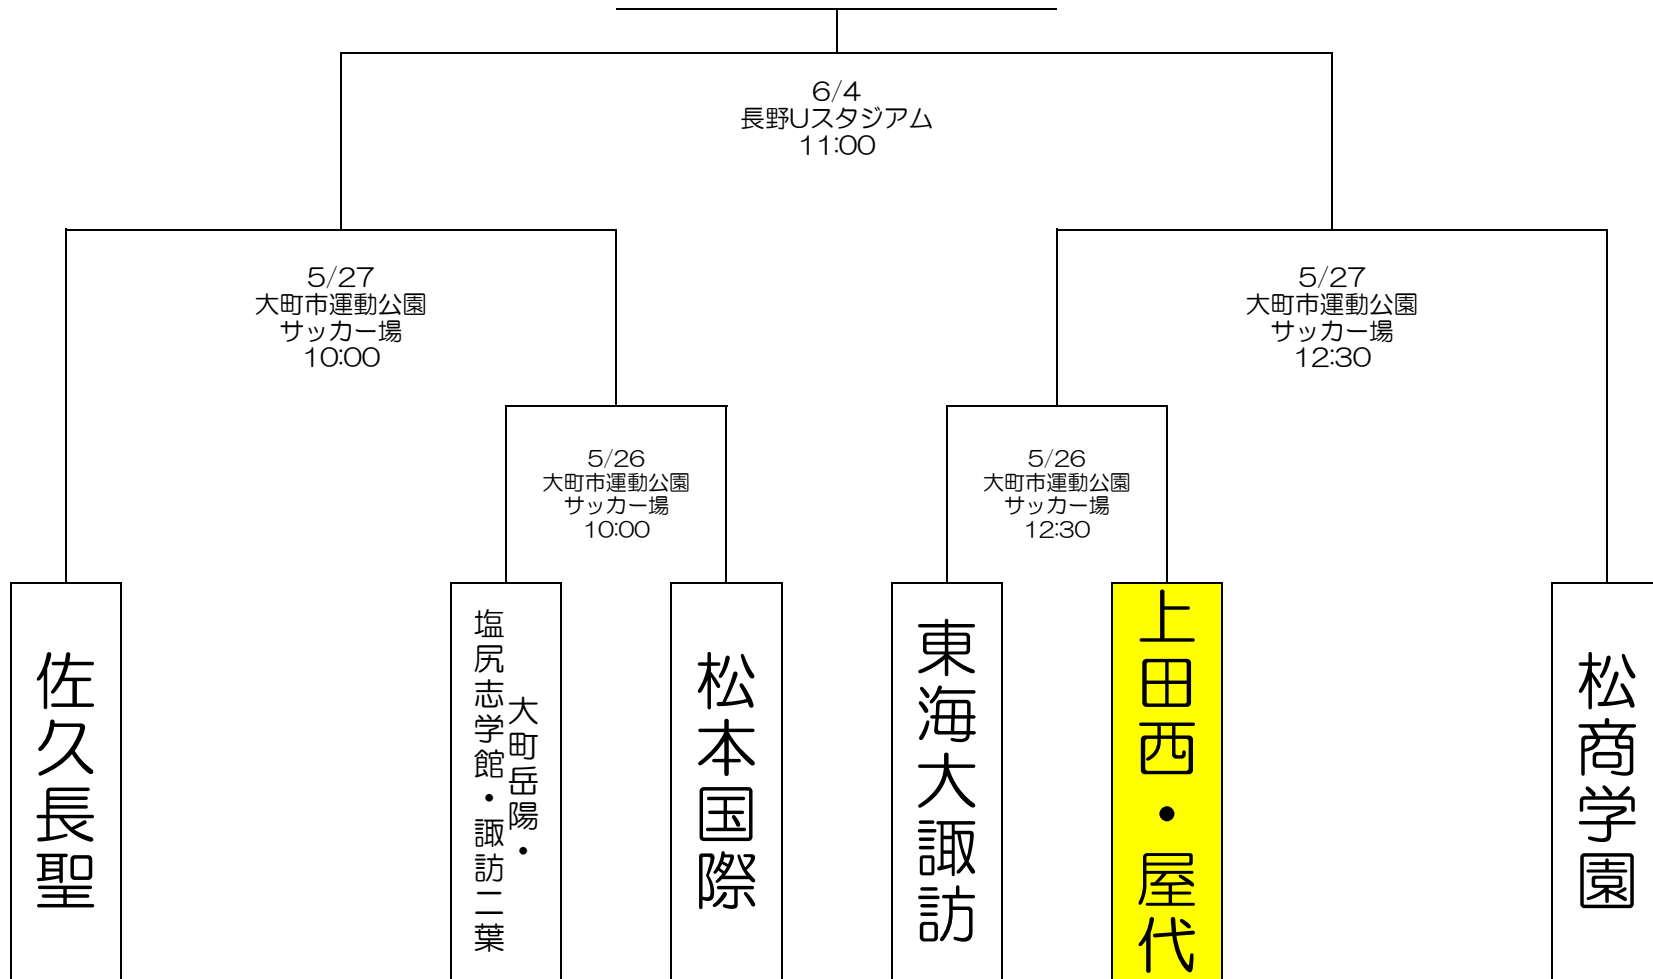 6/4
長野Uスタジアム
11:00
5/27
大町市運動公園
サッカー場
10:00
5/27
大町市運動公園
サッカー場
12:30
5/26
大町市運動公園
サッカー場
10:00
5/26
大町市運動公園
サッカー場
12:30
佐久長聖
大町岳陽・
塩尻志学館・諏訪二葉
松本国際
東海大諏訪
上田西・屋代
松商学園